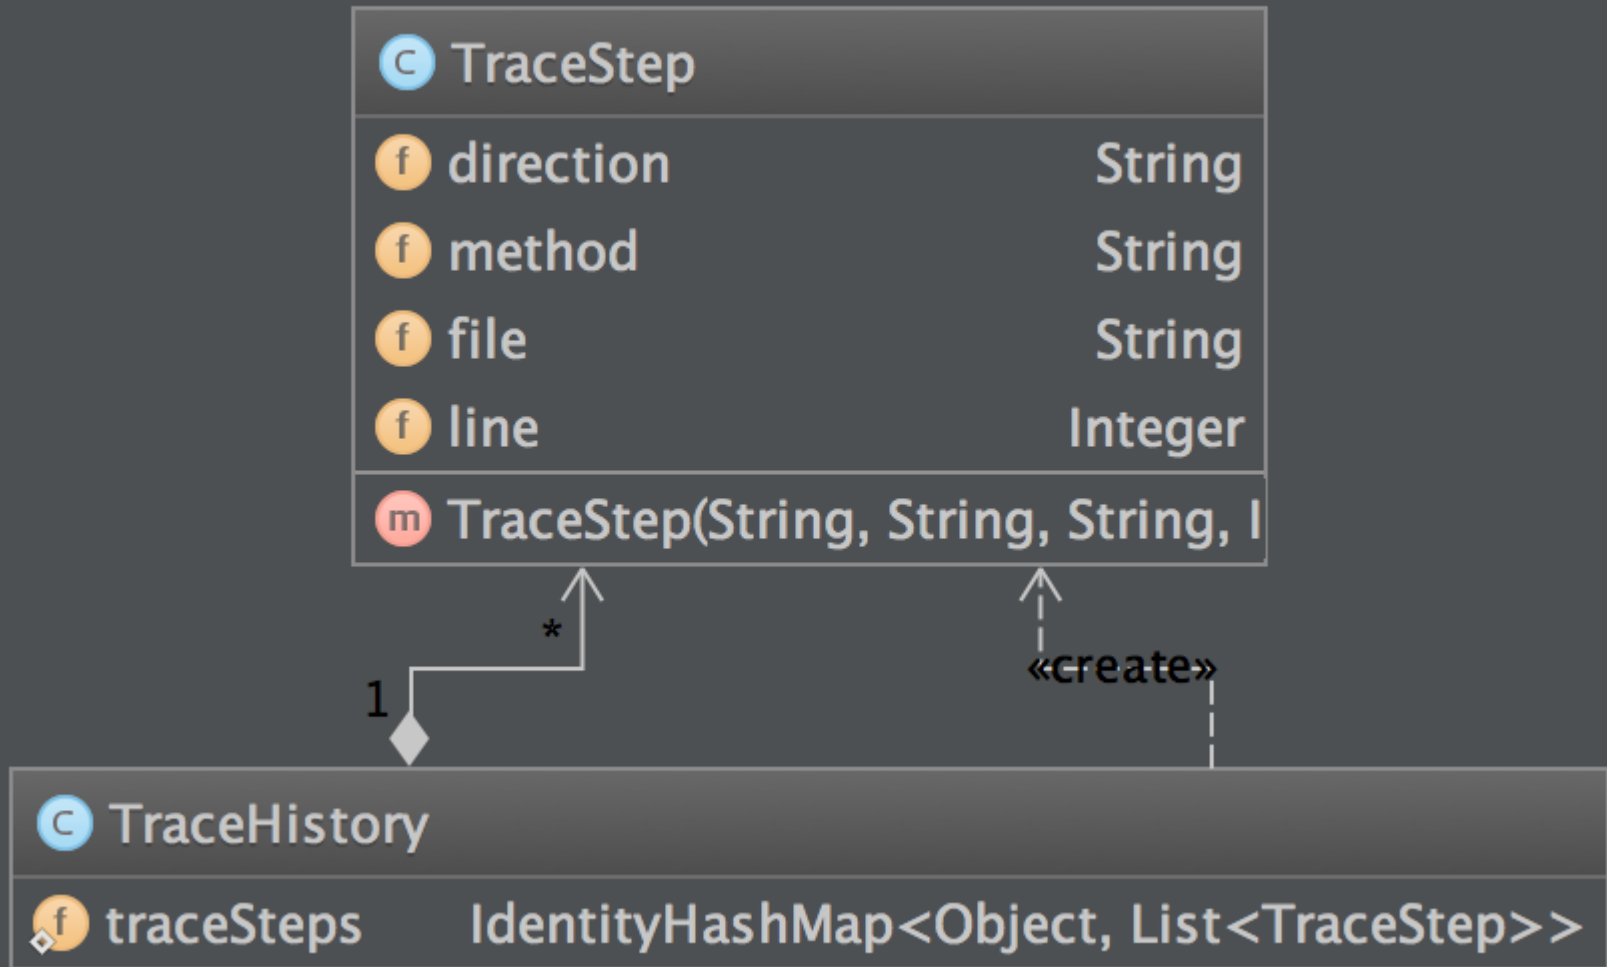 C TraceStep
f direction String
f method String
f file String
f line Integer
m TraceStep(String, String, String, I
*
1
«create»
C TraceHistory
f traceSteps IdentityHashMap<Object, List<TraceStep>>